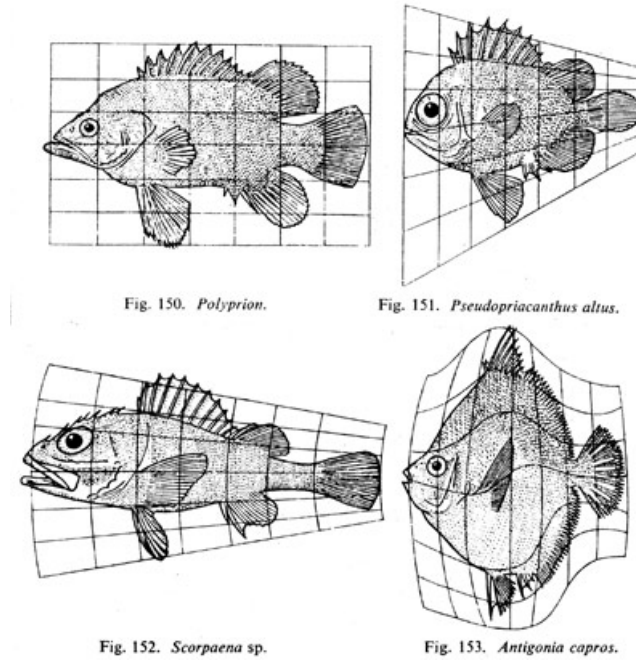 Fig. 150. Polyprion.
Fig. 151. Pseudopriacanthus altus.
Fig. 152. Scorpaena sp.
Fig. 153. Antigonia capros.